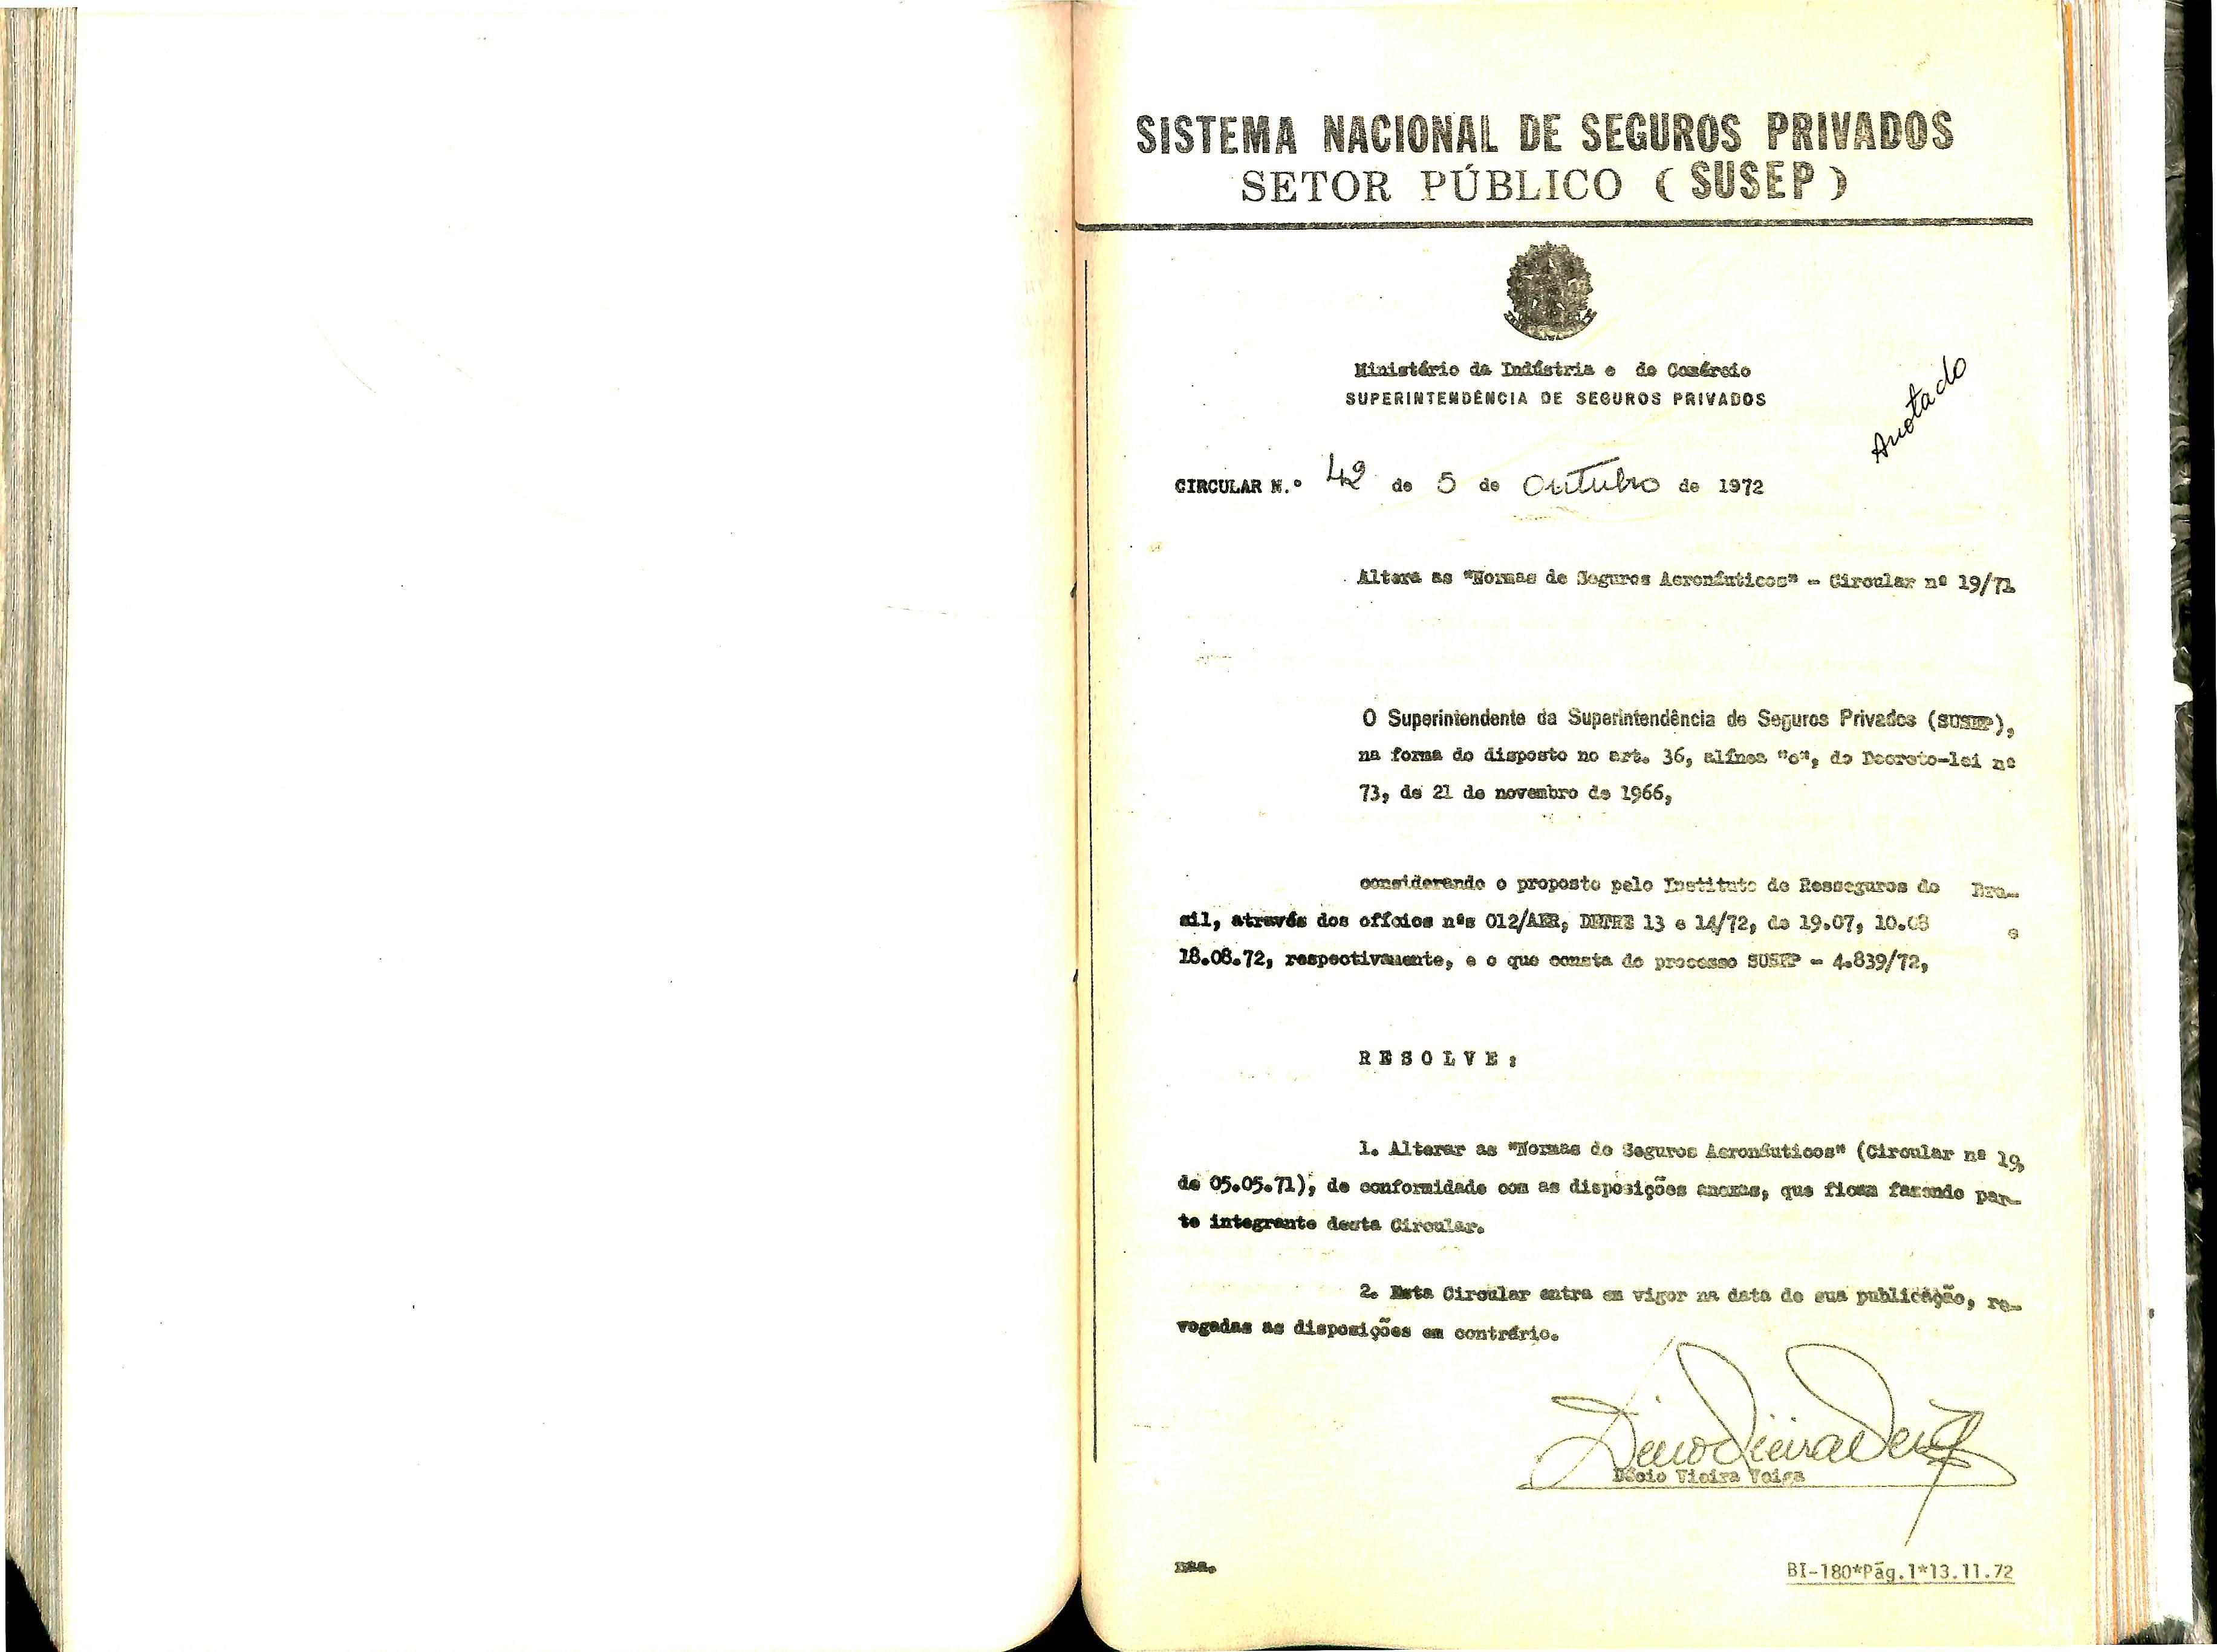 SISTEMA NACIONAL DE SEGUROS PRIVADOS
SETOR PÚBLICO (SUSEP)
Ministério da Indústria e do Comércio
SUPERINTENDÊNCIA DE SEGUROS PRIVADOS
Anotado
CIRCULAR N.º 42 de 5 de Outubro de 1972
Altera as "Normas de Seguros Aeronáuticos" - Circular nº 19/71
O Superintendente da Superintendência de Seguros Privados (SUSEP),
na forma do disposto no art. 36, alínea "c", do Decreto-lei nº
73, de 21 de novembro de 1966,
considerando o proposto pelo Instituto de Resseguros do Bra-
sil, através dos ofícios nºs 012/AER, DETRE 13 e 14/72, de 19.07, 10.08 e
18.08.72, respectivamente, e o que consta do processo SUSEP - 4.839/72,
RESOLVE:
1. Alterar as "Normas de Seguros Aeronáuticos" (Circular nº 19,
de 05.05.71), de conformidade com as disposições anexas, que ficam fazendo par-
te integrante desta Circular.
2. Esta Circular entra em vigor na data de sua publicação, re-
vogadas as disposições em contrário.
Décio Vieira Veiga
Décio Vieira Veiga
BI-180*Pág.1*13.11.72